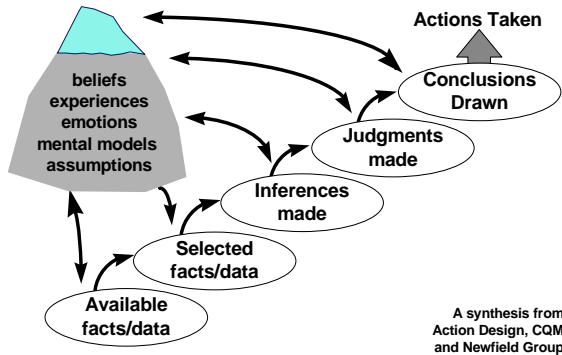 Actions Taken
beliefs
experiences
emotions
mental models
assumptions
Conclusions
Drawn
Judgments
made
Inferences
made
Selected
facts/data
Available
facts/data
A synthesis from
Action Design, CQM
and Newfield Group